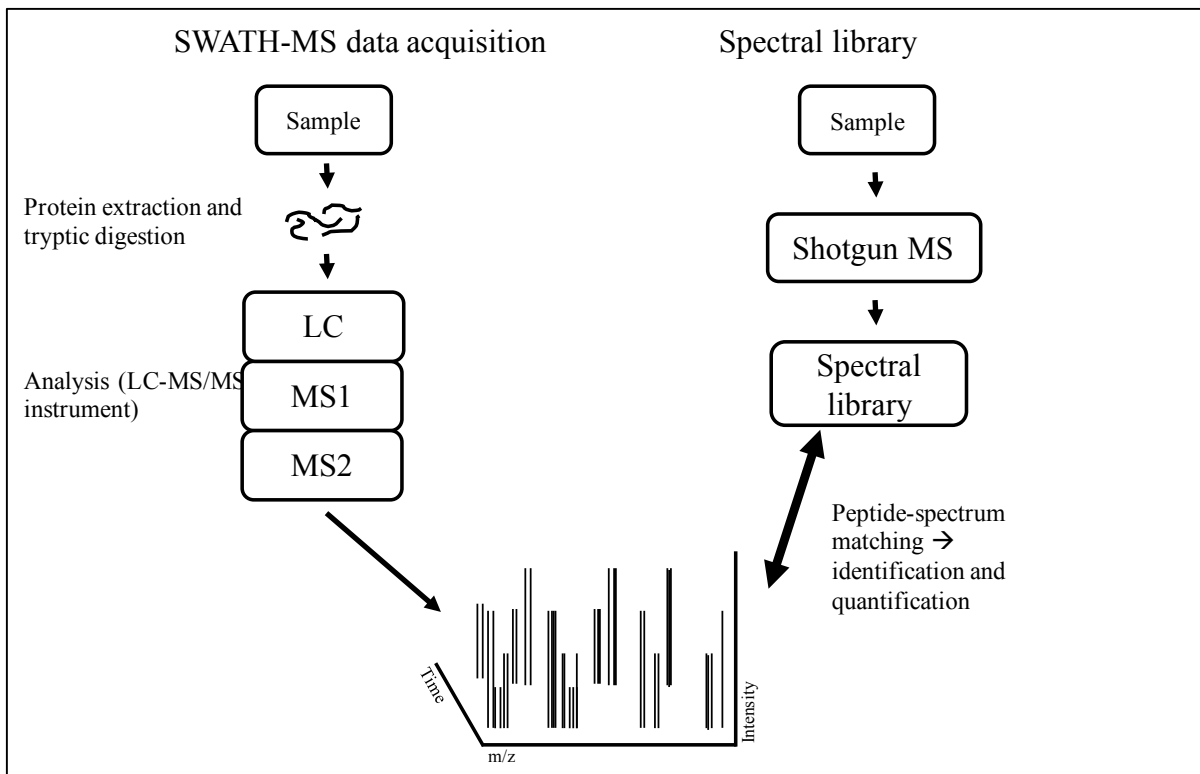 SWATH-MS data acquisition
Spectral library
Sample
Sample
Protein extraction and
tryptic digestion
Shotgun MS
LC
Analysis (LC-MS/MS
instrument)
MS1
MS2
Spectral
library
Peptide-spectrum
matching →
identification and
quantification
Time
m/z
Intensity